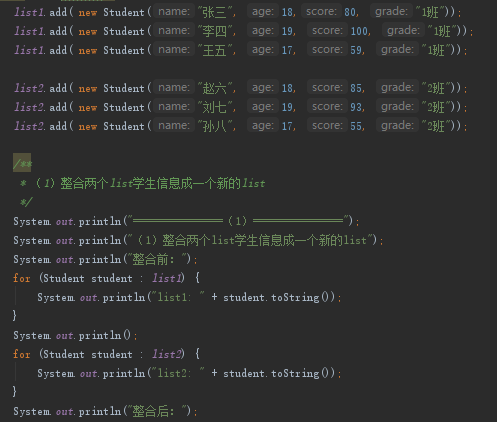 list1.add( new Student( name: "张三", age: 18, score: 80, grade: "1班"));
list1.add( new Student( name: "李四", age: 19, score: 100, grade: "1班"));
list1.add( new Student( name: "王五", age: 17, score: 59, grade: "1班"));
list2.add( new Student( name: "赵六", age: 18, score: 85, grade: "2班"));
list2.add( new Student( name: "刘七", age: 19, score: 93, grade: "2班"));
list2.add( new Student( name: "孙八", age: 17, score: 55, grade: "2班"));
/**
* （1）整合两个list学生信息成一个新的list
*/
System.out.println("===============（1）===============");
System.out.println("（1）整合两个list学生信息成一个新的list");
System.out.println("整合前：");
for (Student student : list1) {
System.out.println("list1: " + student.toString());
}
System.out.println();
for (Student student : list2) {
System.out.println("list2: " + student.toString());
}
System.out.println("整合后：");